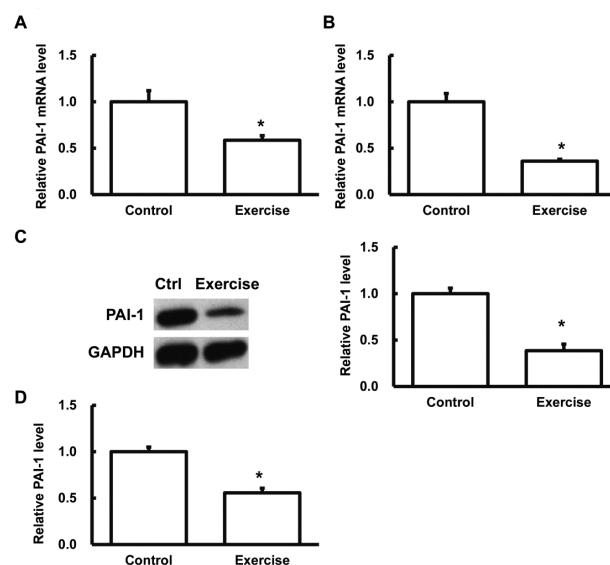 A
Relative PAI-1 mRNA level
1.5
1.0
0.5
0.0
*
Control Exercise
B
Relative PAI-1 mRNA level
1.5
1.0
0.5
0.0
*
Control Exercise
C
Ctrl Exercise
PAI-1
GAPDH
Relative PAI-1 level
1.5
1.0
0.5
0.0
*
Control Exercise
D
Relative PAI-1 level
1.5
1.0
0.5
0.0
*
Control Exercise